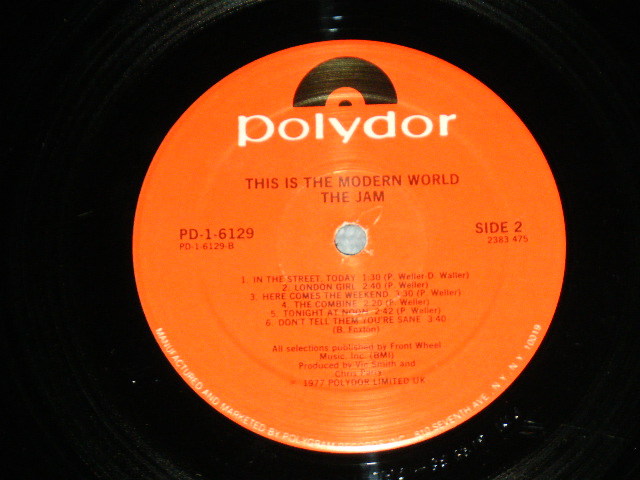 polydor
THIS IS THE MODERN WORLD
THE JAM
PD-1-6129
PD-1-6129-B
SIDE 2
2383 475
1. IN THE STREET, TODAY 1:30 (P. Weller-D. Waller)
2. LONDON GIRL 2:40 (P. Weller)
3. HERE COMES THE WEEKEND 3:30 (P. Weller)
4. THE COMBINE 2:20 (P. Weller)
5. TONIGHT AT NOON 2:42 (P. Weller)
6. DON'T TELL THEM YOU'RE SANE 3:40
(B. Foxton)
All selections published by Front Wheel
Music, Inc. (BMI)
Produced by Vic Smith and
Chris Parry
℗ 1977 POLYDOR LIMITED UK
MANUFACTURED AND MARKETED BY POLYGRAM 810 SEVENTH AVE., N.Y., N.Y. 10019